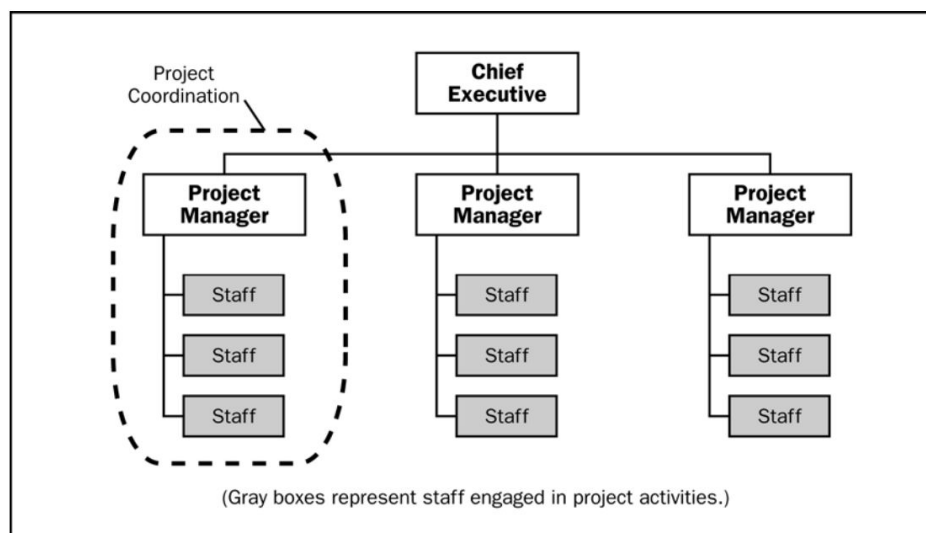 Project
Coordination
Chief
Executive
Project
Manager
Project
Manager
Project
Manager
Staff
Staff
Staff
Staff
Staff
Staff
Staff
Staff
Staff
(Gray boxes represent staff engaged in project activities.)